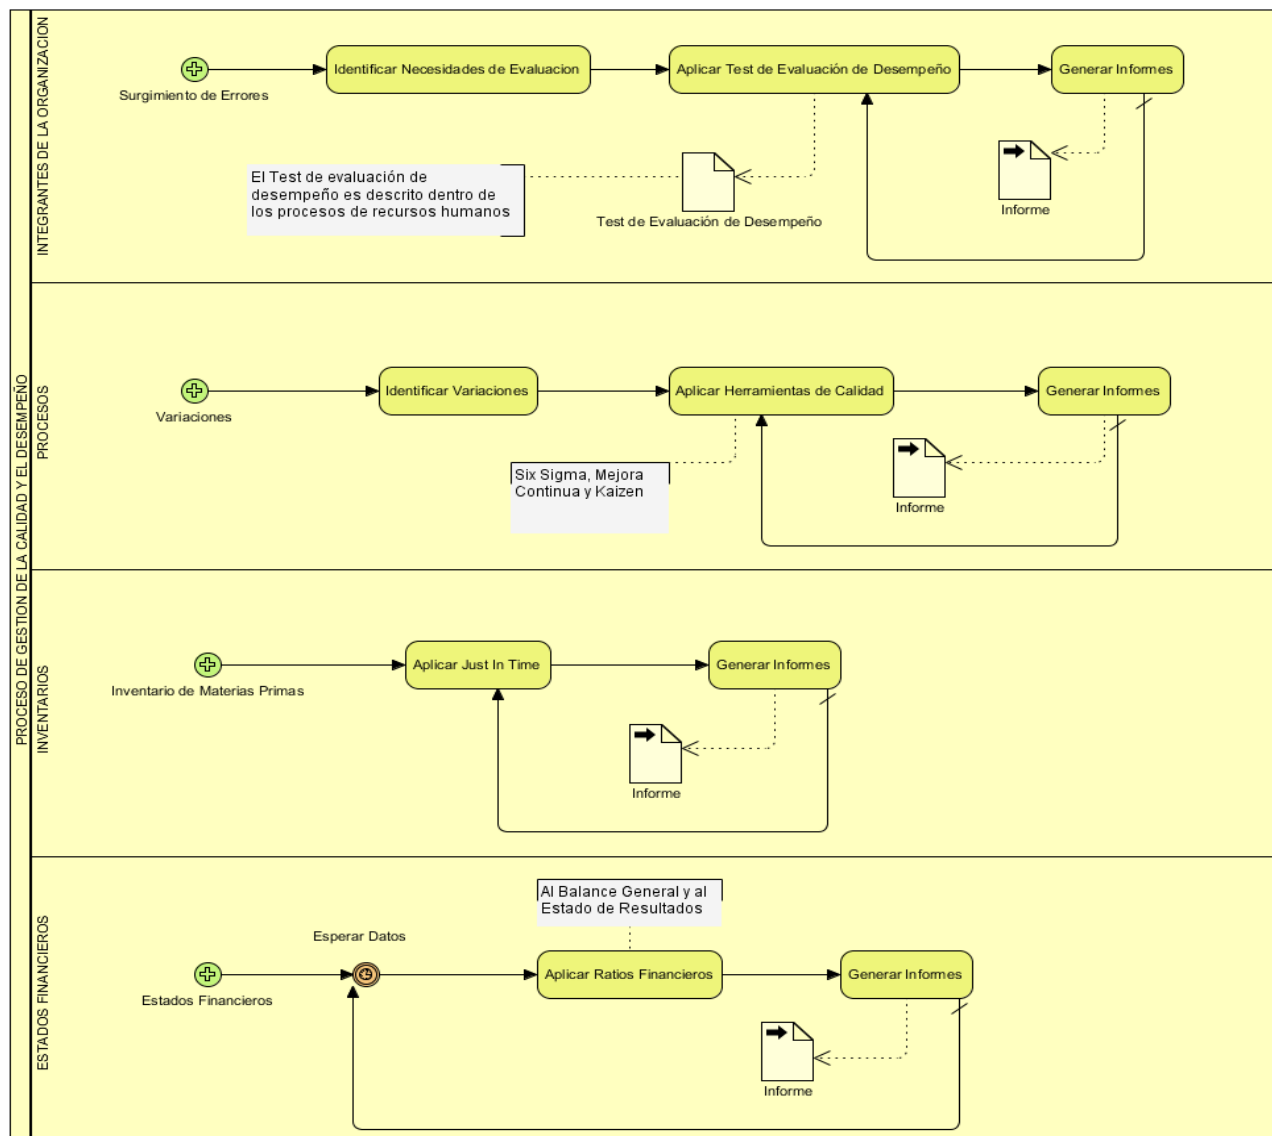 PROCESO DE GESTION DE LA CALIDAD Y EL DESEMPEÑO
INTEGRANTES DE LA ORGANIZACION
Surgimiento de Errores
Identificar Necesidades de Evaluacion
Aplicar Test de Evaluación de Desempeño
Generar Informes
El Test de evaluación de
desempeño es descrito dentro de
los procesos de recursos humanos
Test de Evaluación de Desempeño
Informe
PROCESOS
Variaciones
Identificar Variaciones
Aplicar Herramientas de Calidad
Generar Informes
Six Sigma, Mejora
Continua y Kaizen
Informe
INVENTARIOS
Inventario de Materias Primas
Aplicar Just In Time
Generar Informes
Informe
ESTADOS FINANCIEROS
Estados Financieros
Esperar Datos
Al Balance General y al
Estado de Resultados
Aplicar Ratios Financieros
Generar Informes
Informe